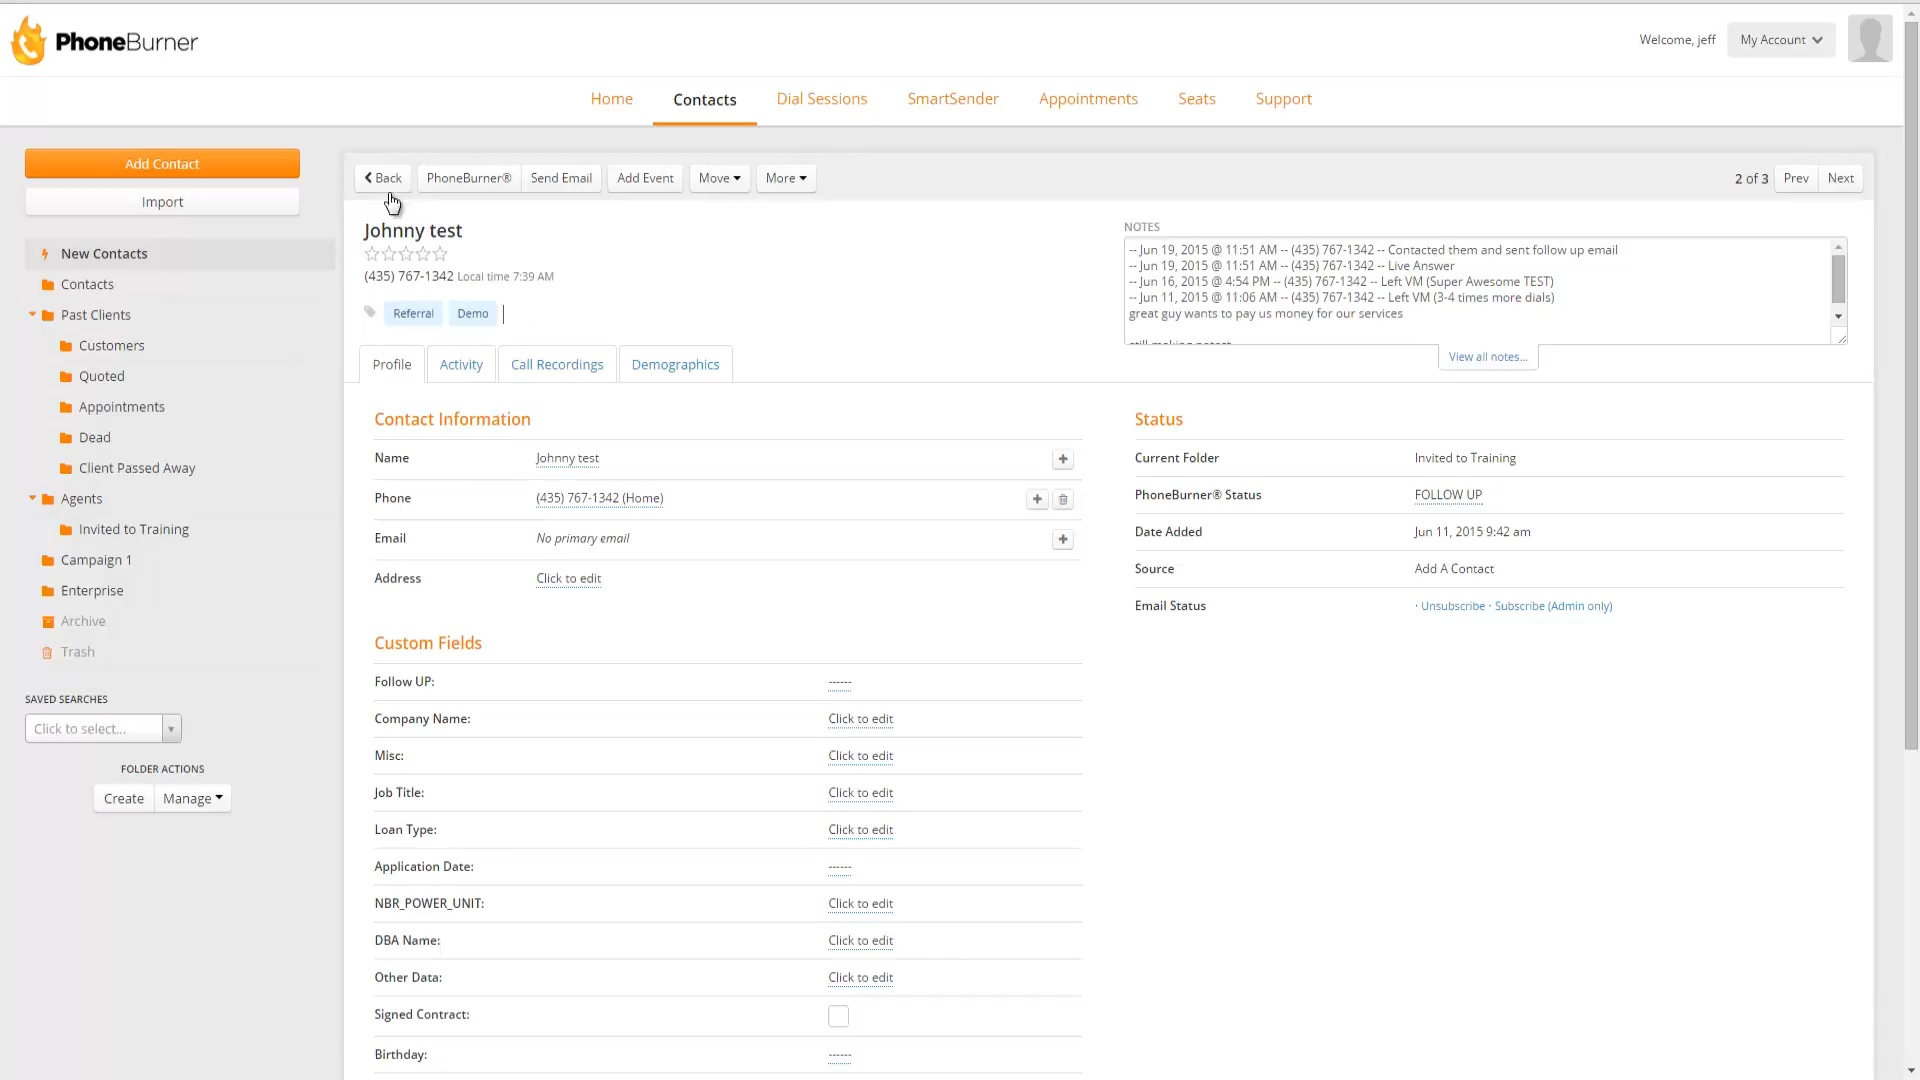 PhoneBurner
Welcome, jeff
My Account
Home
Contacts
Dial Sessions
SmartSender
Appointments
Seats
Support
Add Contact
Import
New Contacts
Contacts
Past Clients
Customers
Quoted
Appointments
Dead
Client Passed Away
Agents
Invited to Training
Campaign 1
Enterprise
Archive
Trash
SAVED SEARCHES
Click to select...
FOLDER ACTIONS
Create
Manage
Back
PhoneBurner®
Send Email
Add Event
Move
More
2 of 3
Prev
Next
Johnny test
(435) 767-1342 Local time 7:39 AM
Referral
Demo
NOTES
-- Jun 19, 2015 @ 11:51 AM -- (435) 767-1342 -- Contacted them and sent follow up email
-- Jun 19, 2015 @ 11:51 AM -- (435) 767-1342 -- Live Answer
-- Jun 16, 2015 @ 4:54 PM -- (435) 767-1342 -- Left VM (Super Awesome TEST)
-- Jun 11, 2015 @ 11:06 AM -- (435) 767-1342 -- Left VM (3-4 times more dials)
great guy wants to pay us money for our services
View all notes...
Profile
Activity
Call Recordings
Demographics
Contact Information
Name Johnny test
Phone (435) 767-1342 (Home)
Email No primary email
Address Click to edit
Status
Current Folder Invited to Training
PhoneBurner® Status FOLLOW UP
Date Added Jun 11, 2015 9:42 am
Source Add A Contact
Email Status · Unsubscribe · Subscribe (Admin only)
Custom Fields
Follow UP: ------
Company Name: Click to edit
Misc: Click to edit
Job Title: Click to edit
Loan Type: Click to edit
Application Date: ------
NBR_POWER_UNIT: Click to edit
DBA Name: Click to edit
Other Data: Click to edit
Signed Contract:
Birthday: ------